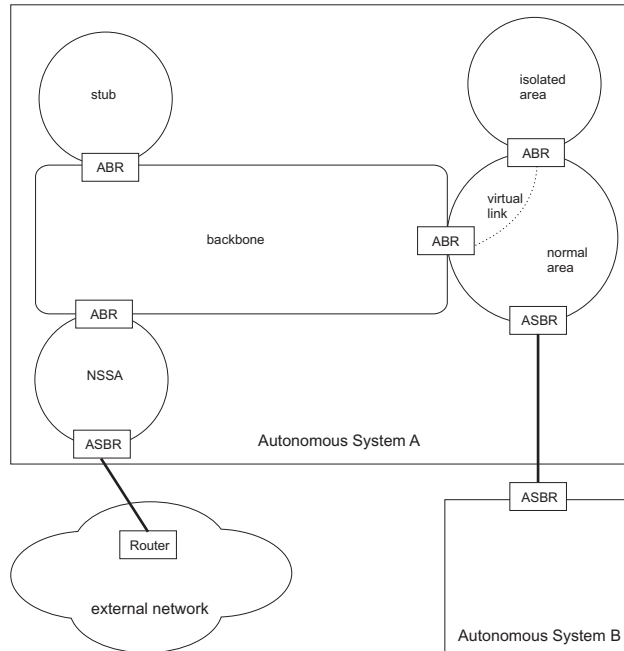 stub
isolated
area
ABR
ABR
virtual
link
backbone
ABR
normal
area
ABR
ASBR
NSSA
ASBR
Autonomous System A
ASBR
Router
external network
Autonomous System B